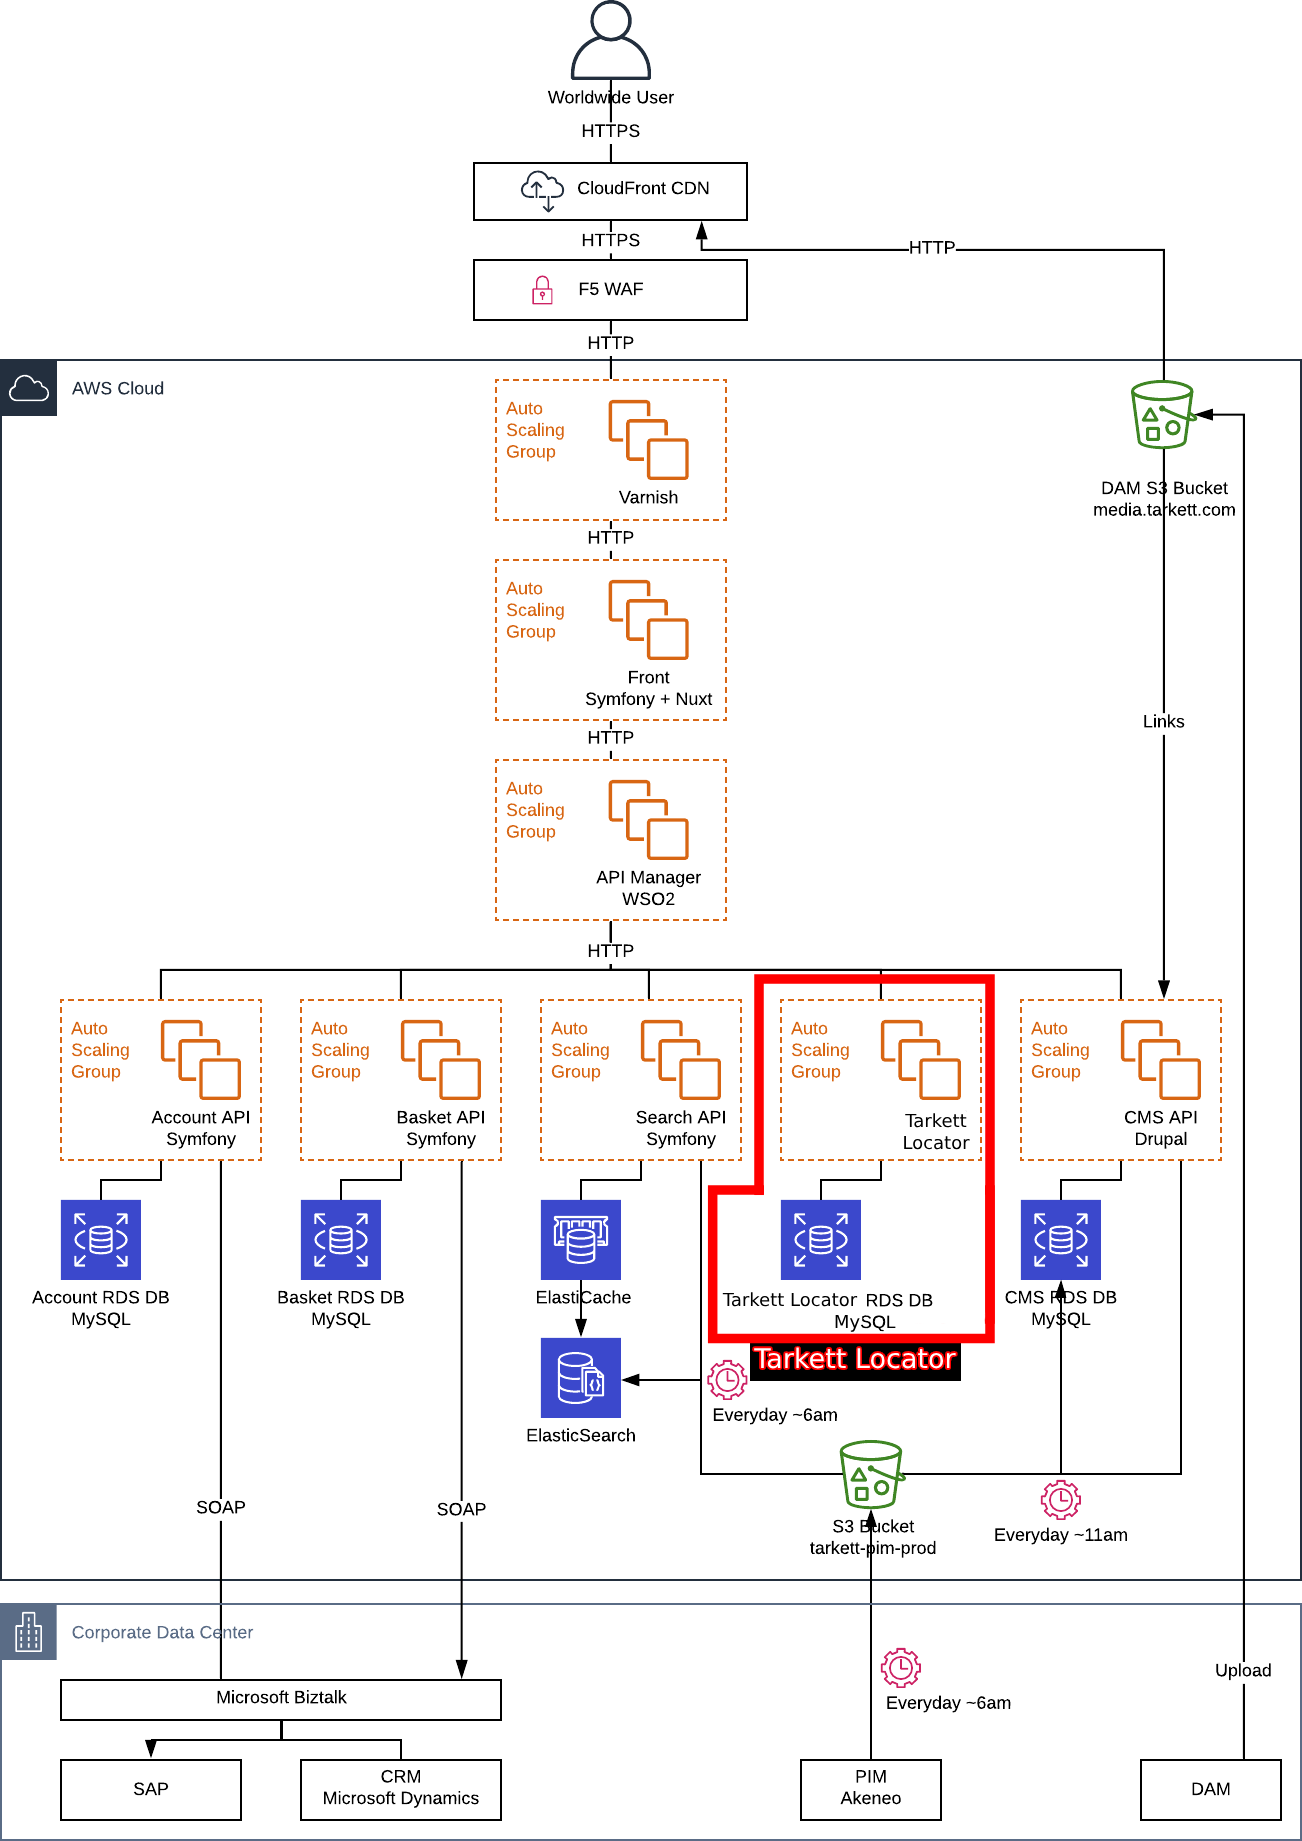 Worldwide User
HTTPS
CloudFront CDN
HTTPS
HTTP
F5 WAF
HTTP
AWS Cloud
Auto
Scaling
Group
Varnish
DAM S3 Bucket
media.tarkett.com
HTTP
Auto
Scaling
Group
Front
Symfony + Nuxt
Links
HTTP
Auto
Scaling
Group
API Manager
WSO2
HTTP
Auto
Scaling
Group
Account API
Symfony
Auto
Scaling
Group
Basket API
Symfony
Auto
Scaling
Group
Search API
Symfony
Auto
Scaling
Group
Tarkett
Locator
Auto
Scaling
Group
CMS API
Drupal
Account RDS DB
MySQL
Basket RDS DB
MySQL
ElastiCache
Tarkett Locator RDS DB
MySQL
CMS RDS DB
MySQL
Tarkett Locator
Everyday ~6am
ElasticSearch
SOAP
SOAP
S3 Bucket
tarkett-pim-prod
Everyday ~11am
Corporate Data Center
Everyday ~6am
Upload
Microsoft Biztalk
SAP
CRM
Microsoft Dynamics
PIM
Akeneo
DAM